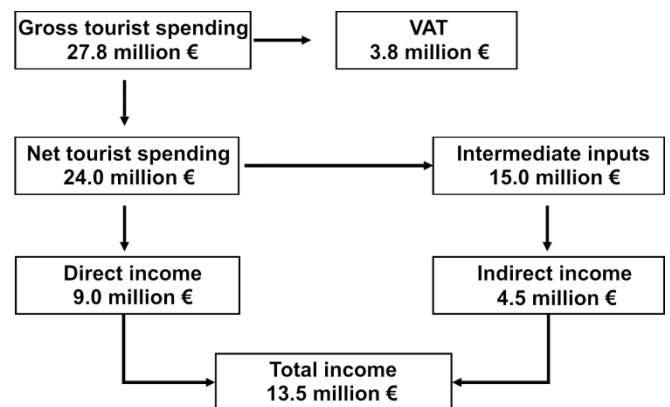 Gross tourist spending
27.8 million €
VAT
3.8 million €
Net tourist spending
24.0 million €
Intermediate inputs
15.0 million €
Direct income
9.0 million €
Indirect income
4.5 million €
Total income
13.5 million €